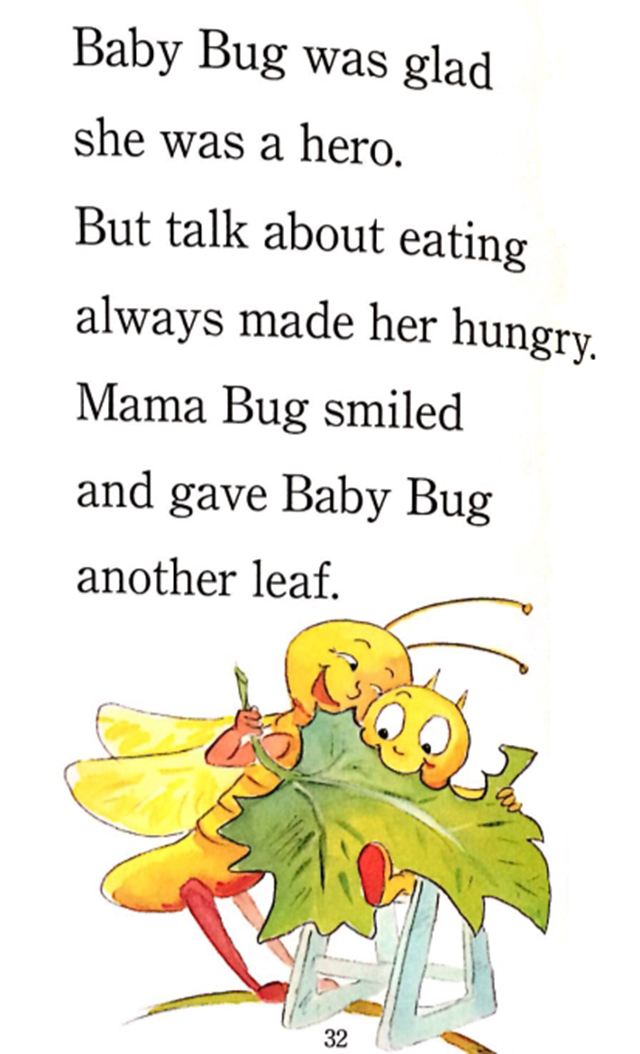 Baby Bug was glad
she was a hero.
But talk about eating
always made her hungry.
Mama Bug smiled
and gave Baby Bug
another leaf.
32